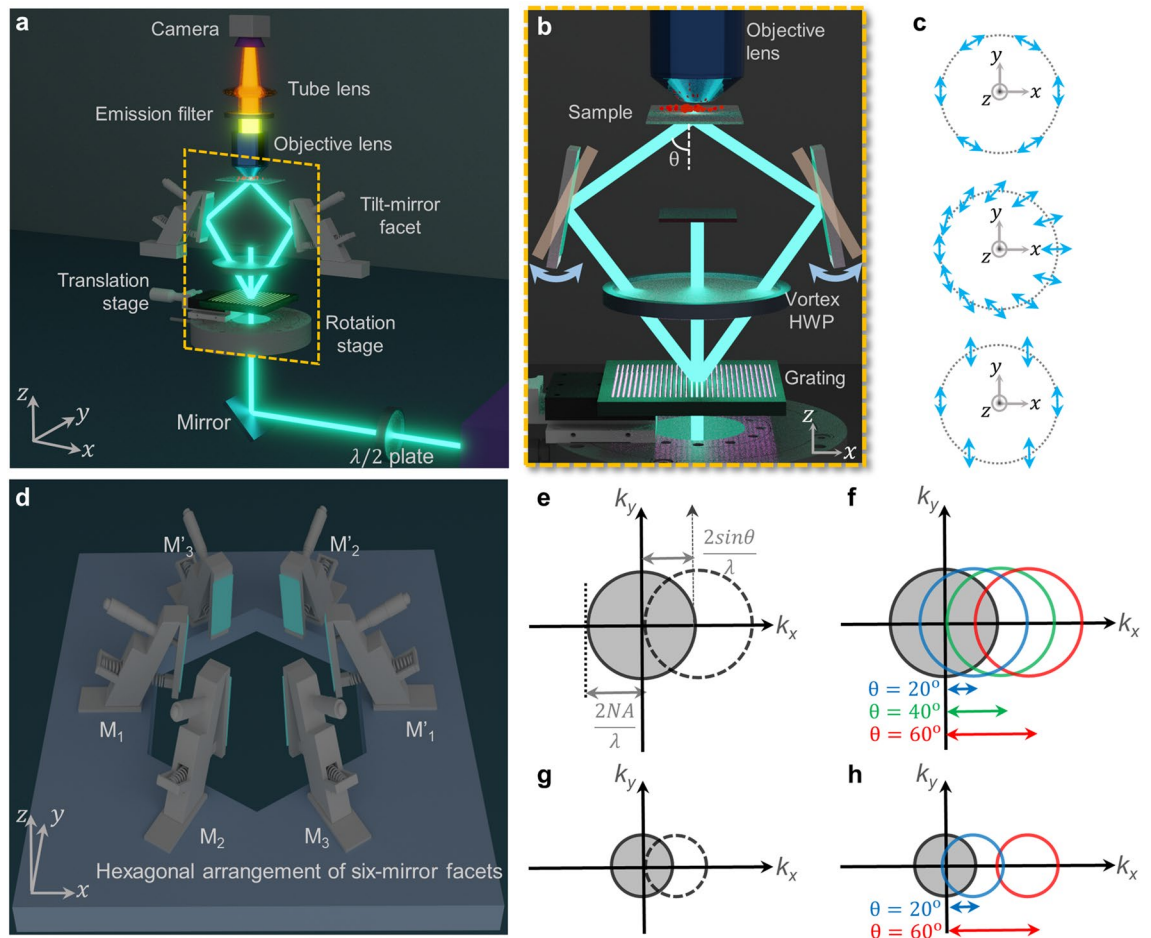 a
Camera
Tube lens
Emission filter
Objective lens
Tilt-mirror
facet
Translation
stage
Rotation
stage
Mirror
λ/2 plate
z
y
x
b
Objective
lens
Sample
θ
Vortex
HWP
Grating
z
x
c
y
z
x
y
z
x
y
z
x
d
M'3
M'2
M1
M'1
M2
M3
z
y
x
Hexagonal arrangement of six-mirror facets
e
ky
2sinθ/λ
kx
2NA/λ
f
ky
kx
θ = 20°
θ = 40°
θ = 60°
g
ky
kx
h
ky
kx
θ = 20°
θ = 60°